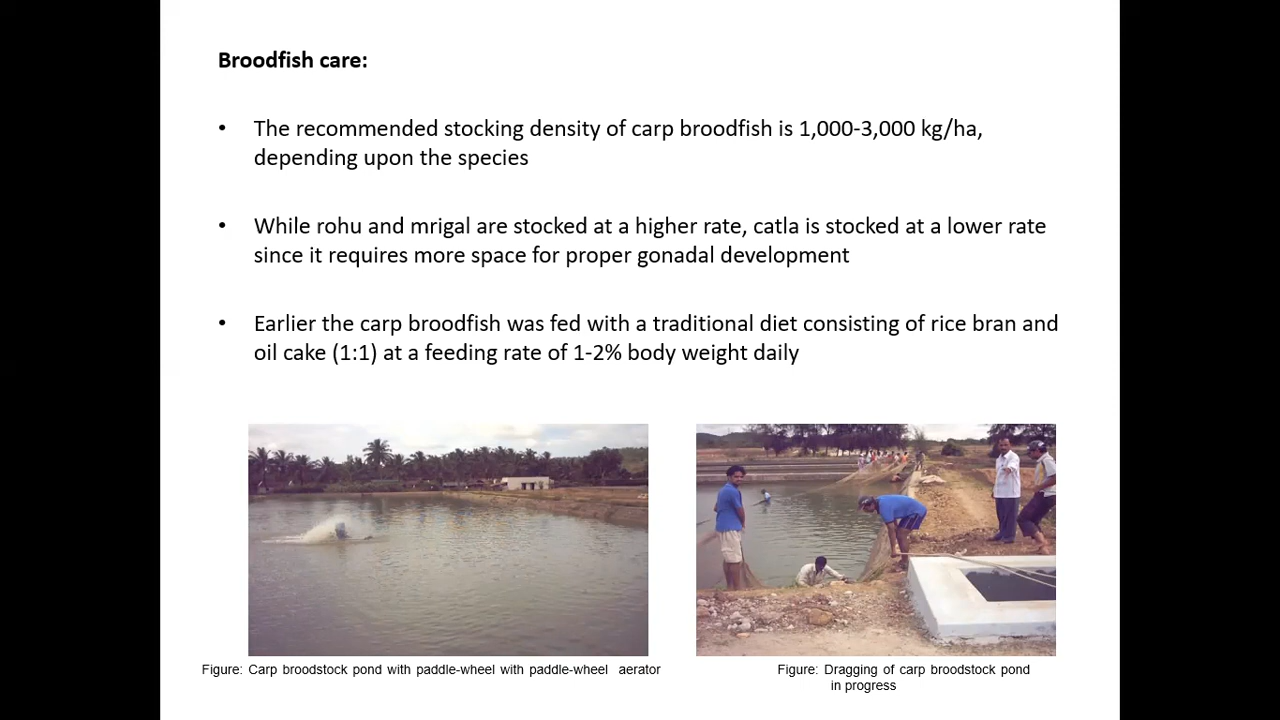 Broodfish care:
• The recommended stocking density of carp broodfish is 1,000-3,000 kg/ha,
depending upon the species
• While rohu and mrigal are stocked at a higher rate, catla is stocked at a lower rate
since it requires more space for proper gonadal development
• Earlier the carp broodfish was fed with a traditional diet consisting of rice bran and
oil cake (1:1) at a feeding rate of 1-2% body weight daily
Figure: Carp broodstock pond with paddle-wheel with paddle-wheel aerator
Figure: Dragging of carp broodstock pond
in progress